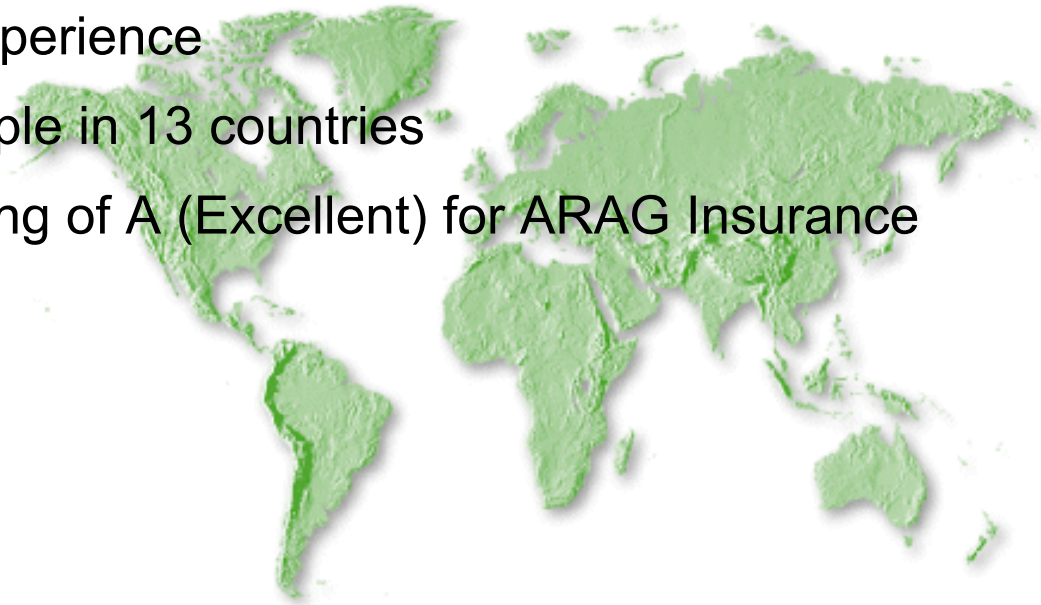 perience
ple in 13 countries
ng of A (Excellent) for ARAG Insurance